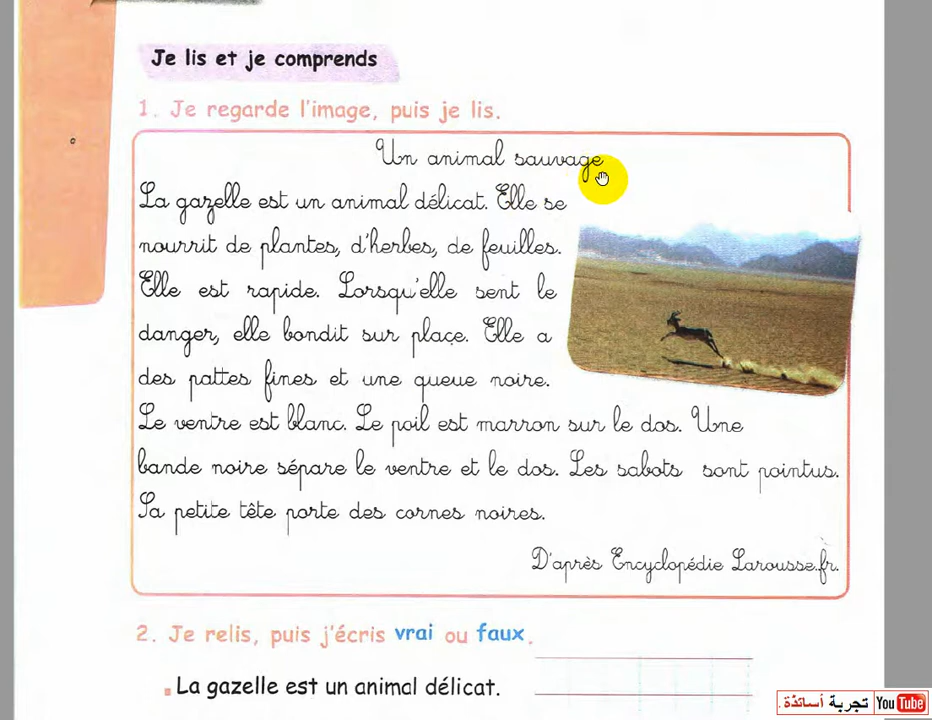 Je lis et je comprends
1. Je regarde l'image, puis je lis.
Un animal sauvage
La gazelle est un animal délicat. Elle se
nourrit de plantes, d'herbes, de feuilles.
Elle est rapide. Lorsqu'elle sent le
danger, elle bondit sur place. Elle a
des pattes fines et une queue noire.
Le ventre est blanc. Le poil est marron sur le dos. Une
bande noire sépare le ventre et le dos. Les sabots sont pointus.
Sa petite tête porte des cornes noires.
D'après Encyclopédie Larousse.fr.
2. Je relis, puis j'écris vrai ou faux.
La gazelle est un animal délicat.
تجربة أساتذة. YouTube